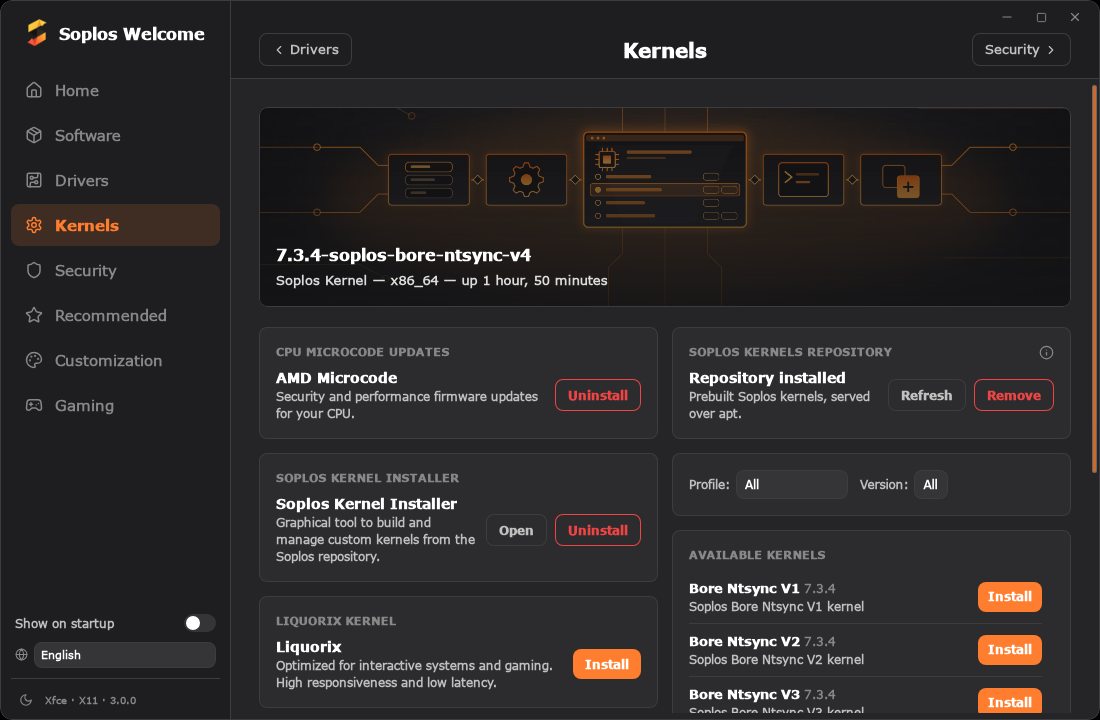 Soplos Welcome
Home
Software
Drivers
Kernels
Security
Recommended
Customization
Gaming
Show on startup
English
Xfce · X11 · 3.0.0
Drivers
Kernels
Security
7.3.4-soplos-bore-ntsync-v4
Soplos Kernel — x86_64 — up 1 hour, 50 minutes
CPU MICROCODE UPDATES
AMD Microcode
Security and performance firmware updates
for your CPU.
Uninstall
SOPLOS KERNEL INSTALLER
Soplos Kernel Installer
Graphical tool to build and
manage custom kernels from the
Soplos repository.
Open
Uninstall
LIQUORIX KERNEL
Liquorix
Optimized for interactive systems and gaming.
High responsiveness and low latency.
Install
SOPLOS KERNELS REPOSITORY
Repository installed
Prebuilt Soplos kernels, served
over apt.
Refresh
Remove
Profile: All Version: All
AVAILABLE KERNELS
Bore Ntsync V1 7.3.4
Soplos Bore Ntsync V1 kernel
Install
Bore Ntsync V2 7.3.4
Soplos Bore Ntsync V2 kernel
Install
Bore Ntsync V3 7.3.4
Soplos Bore Ntsync V3 kernel
Install